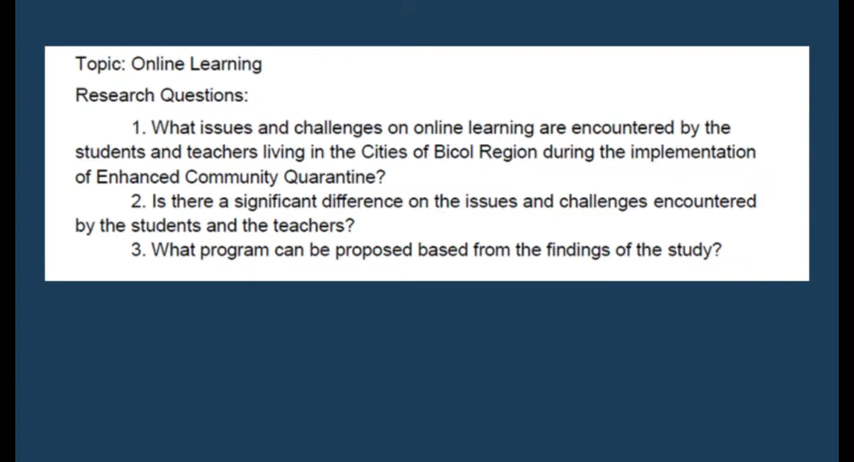 Topic: Online Learning
Research Questions:
1. What issues and challenges on online learning are encountered by the
students and teachers living in the Cities of Bicol Region during the implementation
of Enhanced Community Quarantine?
2. Is there a significant difference on the issues and challenges encountered
by the students and the teachers?
3. What program can be proposed based from the findings of the study?